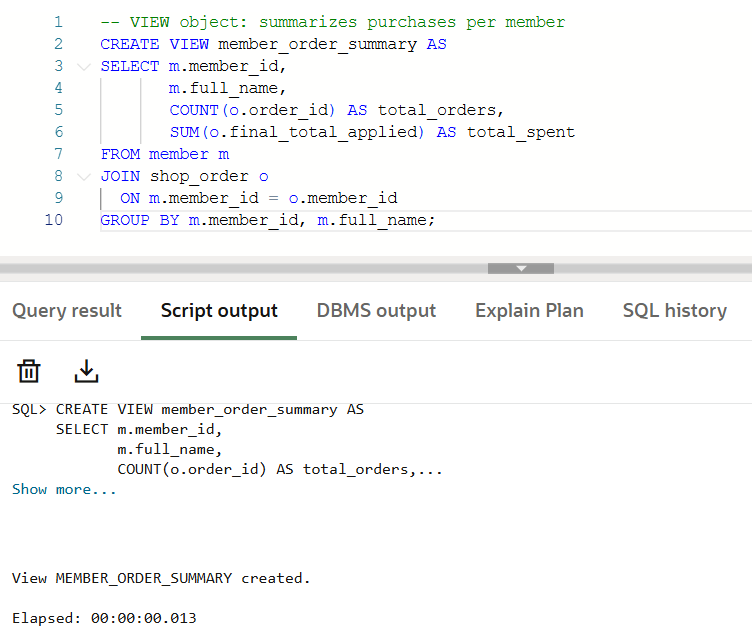 1 -- VIEW object: summarizes purchases per member
2 CREATE VIEW member_order_summary AS
3 SELECT m.member_id,
4 m.full_name,
5 COUNT(o.order_id) AS total_orders,
6 SUM(o.final_total_applied) AS total_spent
7 FROM member m
8 JOIN shop_order o
9 ON m.member_id = o.member_id
10 GROUP BY m.member_id, m.full_name;
Query result Script output DBMS output Explain Plan SQL history
SQL> CREATE VIEW member_order_summary AS
SELECT m.member_id,
m.full_name,
COUNT(o.order_id) AS total_orders,...
Show more...
View MEMBER_ORDER_SUMMARY created.
Elapsed: 00:00:00.013